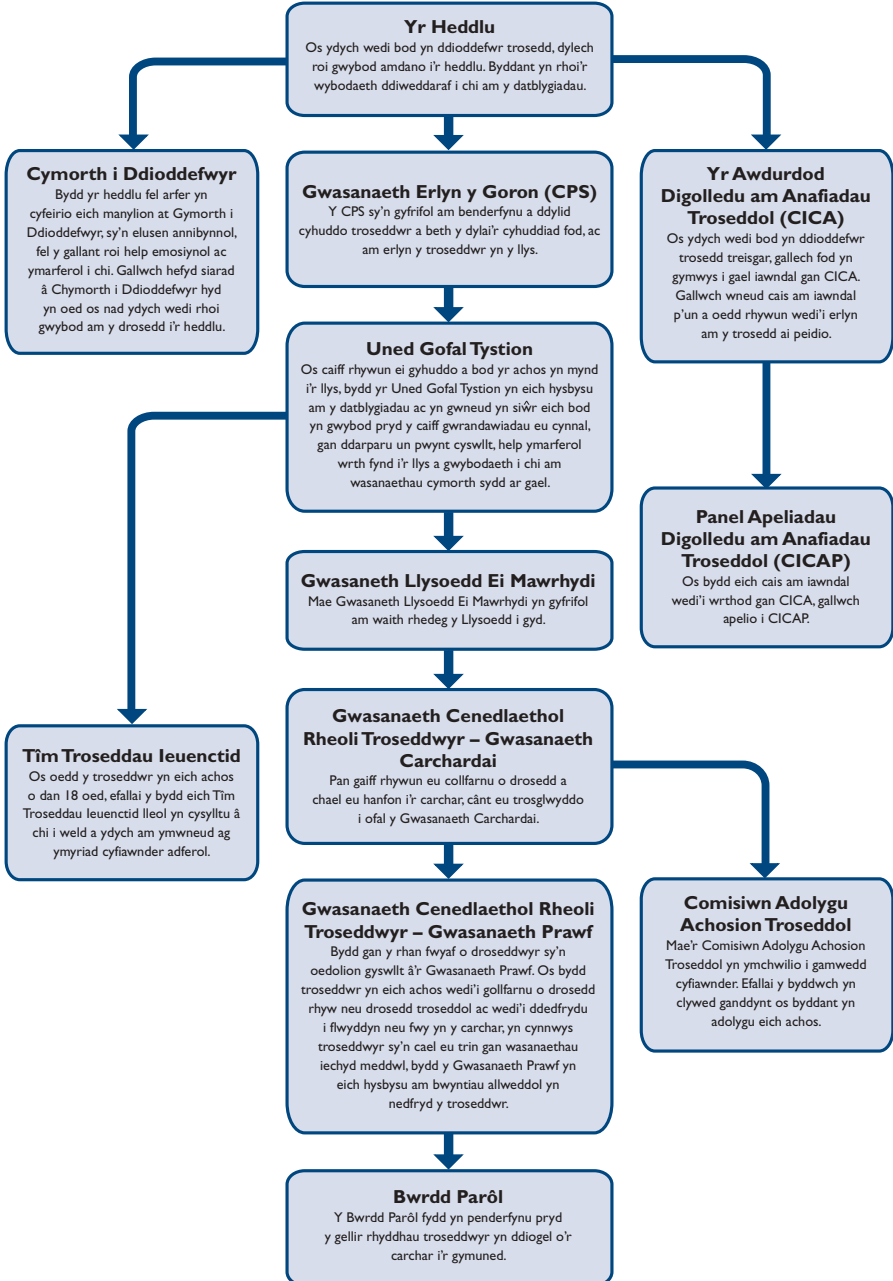 Yr Heddlu
Os ydych wedi bod yn ddioddefwr trosedd, dylech
roi gwybod amdano i'r heddlu. Byddant yn rhoi'r
wybodaeth ddiweddaraf i chi am y datblygiadau.
Cymorth i Ddioddefwyr
Bydd yr heddlu fel arfer yn
cyfeirio eich manylion at Gymorth i
Ddioddefwyr, sy'n elusen annibynnol,
fel y gallant roi help emosiynol ac
ymarferol i chi. Gallwch hefyd siarad
â Chymorth i Ddioddefwyr hyd
yn oed os nad ydych wedi rhoi
gwybod am y drosedd i'r heddlu.
Gwasanaeth Erlyn y Goron (CPS)
Y CPS sy'n gyfrifol am benderfynu a ddylid
cyhuddo troseddwr a beth y dylai'r cyhuddiad fod, ac
am erlyn y troseddwr yn y llys.
Yr Awdurdod
Digolledu am Anafiadau
Troseddol (CICA)
Os ydych wedi bod yn ddioddefwr
trosedd treisgar, gallech fod yn
gymwys i gael iawndal gan CICA.
Gallwch wneud cais am iawndal
p'un a oedd rhywun wedi'i erlyn
am y trosedd ai peidio.
Uned Gofal Tystion
Os caiff rhywun ei gyhuddo a bod yr achos yn mynd
i'r llys, bydd yr Uned Gofal Tystion yn eich hysbysu
am y datblygiadau ac yn gwneud yn siŵr eich bod
yn gwybod pryd y caiff gwrandawiadau eu cynnal,
gan ddarparu un pwynt cyswllt, help ymarferol
wrth fynd i'r llys a gwybodaeth i chi am
wasanaethau cymorth sydd ar gael.
Panel Apeliadau
Digolledu am Anafiadau
Troseddol (CICAP)
Os bydd eich cais am iawndal
wedi'i wrthod gan CICA, gallwch
apelio i CICAP.
Gwasaneth Llysoedd Ei Mawrhydi
Mae Gwasaneth Llysoedd Ei Mawrhydi yn gyfrifol
am waith rhedeg y Llysoedd i gyd.
Tîm Troseddau Ieuenctid
Os oedd y troseddwr yn eich achos
o dan 18 oed, efallai y bydd eich Tîm
Troseddau Ieuenctid lleol yn cysylltu â
chi i weld a ydych am ymwneud ag
ymyriad cyfiawnder adferol.
Gwasanaeth Cenedlaethol
Rheoli Troseddwyr – Gwasanaeth
Carchardai
Pan gaiff rhywun eu collfarnu o drosedd a
chael eu hanfon i'r carchar, cânt eu trosglwyddo
i ofal y Gwasanaeth Carchardai.
Gwasanaeth Cenedlaethol Rheoli
Troseddwyr – Gwasanaeth Prawf
Bydd gan y rhan fwyaf o droseddwyr sy'n
oedolion gyswllt â'r Gwasanaeth Prawf. Os bydd
troseddwr yn eich achos wedi'i gollfarnu o drosedd
rhyw neu drosedd troseddol ac wedi'i ddedfrydu
i flwyddyn neu fwy yn y carchar, yn cynnwys
troseddwyr sy'n cael eu trin gan wasanaethau
iechyd meddwl, bydd y Gwasanaeth Prawf yn
eich hysbysu am bwyntiau allweddol yn
nedfryd y troseddwr.
Comisiwn Adolygu
Achosion Troseddol
Mae'r Comisiwn Adolygu Achosion
Troseddol yn ymchwilio i gamwedd
cyfiawnder. Efallai y byddwch yn
clywed ganddynt os byddant yn
adolygu eich achos.
Bwrdd Parôl
Y Bwrdd Parôl fydd yn penderfynu pryd
y gellir rhyddhau troseddwyr yn ddiogel o'r
carchar i'r gymuned.